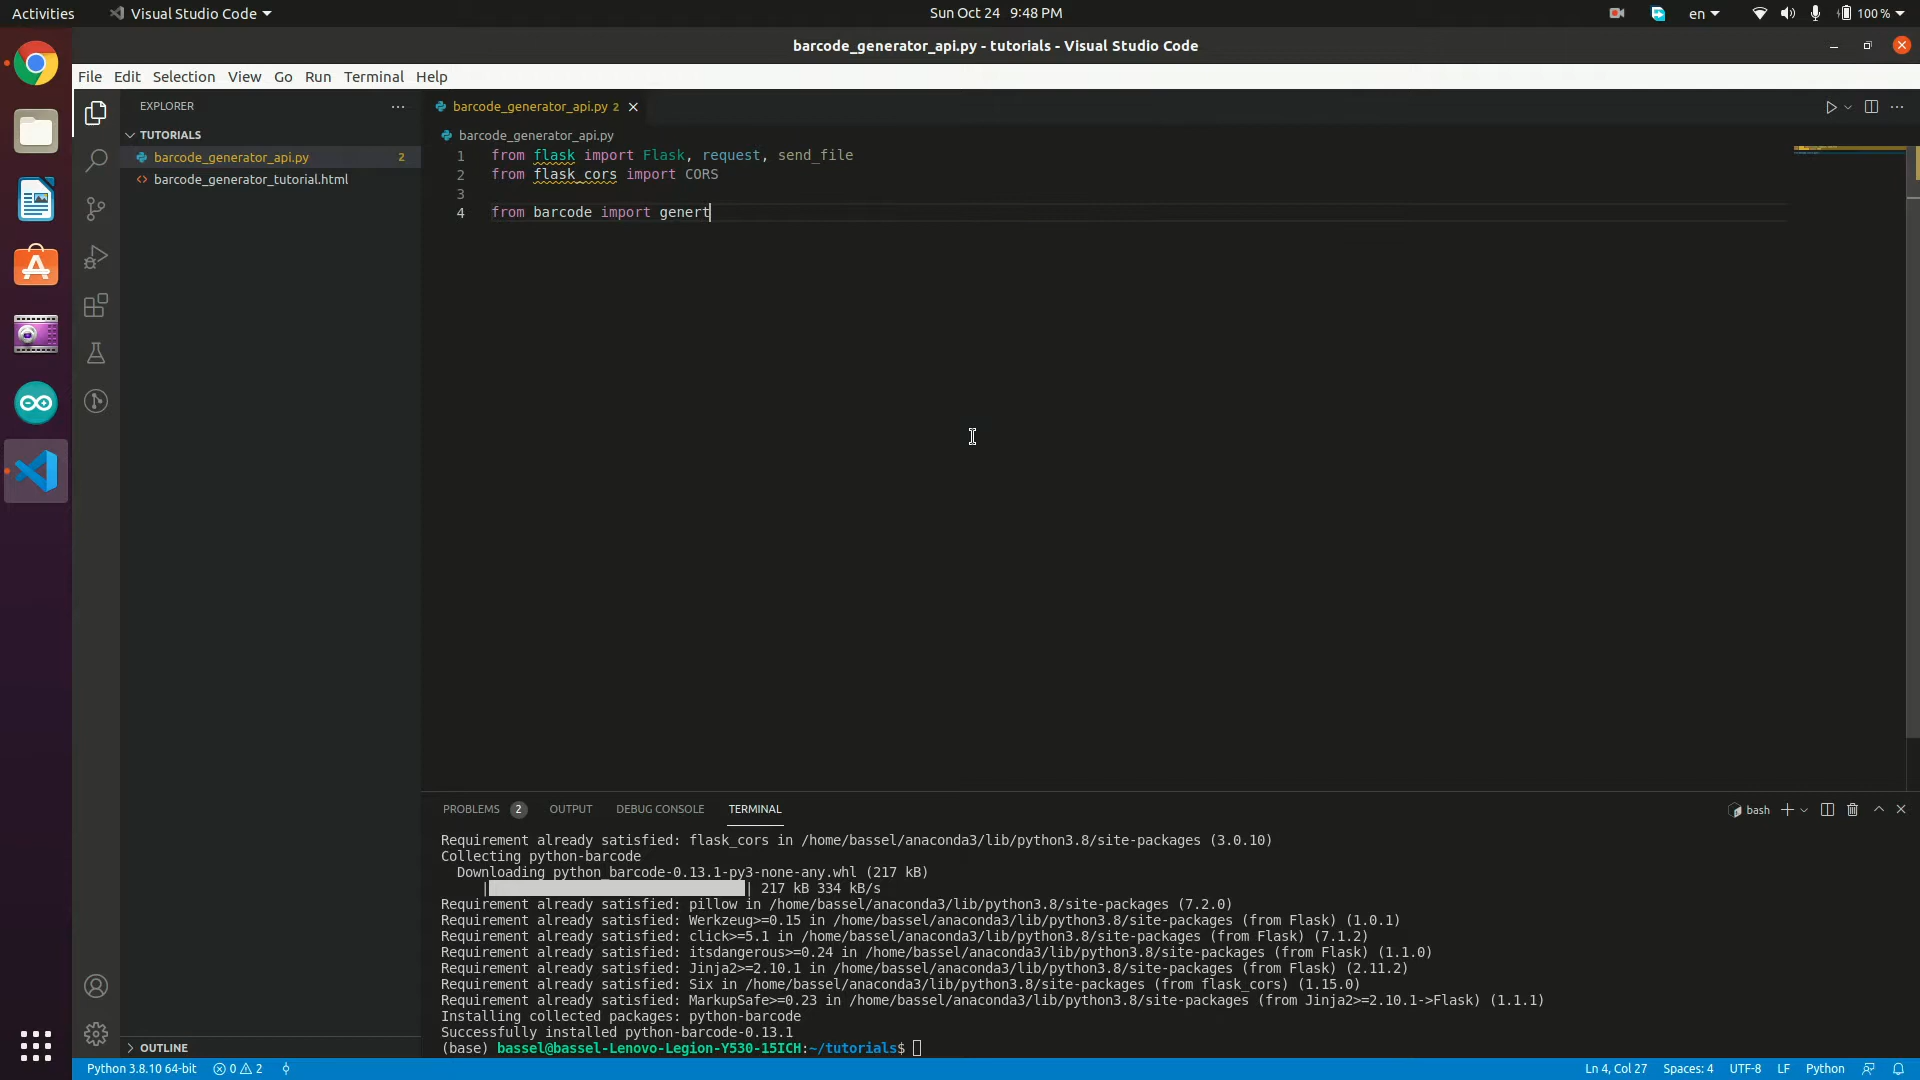 Activities
Visual Studio Code
Sun Oct 24 9:48 PM
en
100 %
barcode_generator_api.py - tutorials - Visual Studio Code
File Edit Selection View Go Run Terminal Help
EXPLORER
TUTORIALS
barcode_generator_api.py 2
barcode_generator_tutorial.html
OUTLINE
barcode_generator_api.py 2
barcode_generator_api.py
1 from flask import Flask, request, send_file
2 from flask_cors import CORS
3
4 from barcode import genert
PROBLEMS 2 OUTPUT DEBUG CONSOLE TERMINAL
bash
Requirement already satisfied: flask_cors in /home/bassel/anaconda3/lib/python3.8/site-packages (3.0.10)
Collecting python-barcode
Downloading python_barcode-0.13.1-py3-none-any.whl (217 kB)
| | 217 kB 334 kB/s
Requirement already satisfied: pillow in /home/bassel/anaconda3/lib/python3.8/site-packages (7.2.0)
Requirement already satisfied: Werkzeug>=0.15 in /home/bassel/anaconda3/lib/python3.8/site-packages (from Flask) (1.0.1)
Requirement already satisfied: click>=5.1 in /home/bassel/anaconda3/lib/python3.8/site-packages (from Flask) (7.1.2)
Requirement already satisfied: itsdangerous>=0.24 in /home/bassel/anaconda3/lib/python3.8/site-packages (from Flask) (1.1.0)
Requirement already satisfied: Jinja2>=2.10.1 in /home/bassel/anaconda3/lib/python3.8/site-packages (from Flask) (2.11.2)
Requirement already satisfied: Six in /home/bassel/anaconda3/lib/python3.8/site-packages (from flask_cors) (1.15.0)
Requirement already satisfied: MarkupSafe>=0.23 in /home/bassel/anaconda3/lib/python3.8/site-packages (from Jinja2>=2.10.1->Flask) (1.1.1)
Installing collected packages: python-barcode
Successfully installed python-barcode-0.13.1
(base) bassel@bassel-Lenovo-Legion-Y530-15ICH:~/tutorials$
Python 3.8.10 64-bit 0 2
Ln 4, Col 27 Spaces: 4 UTF-8 LF Python